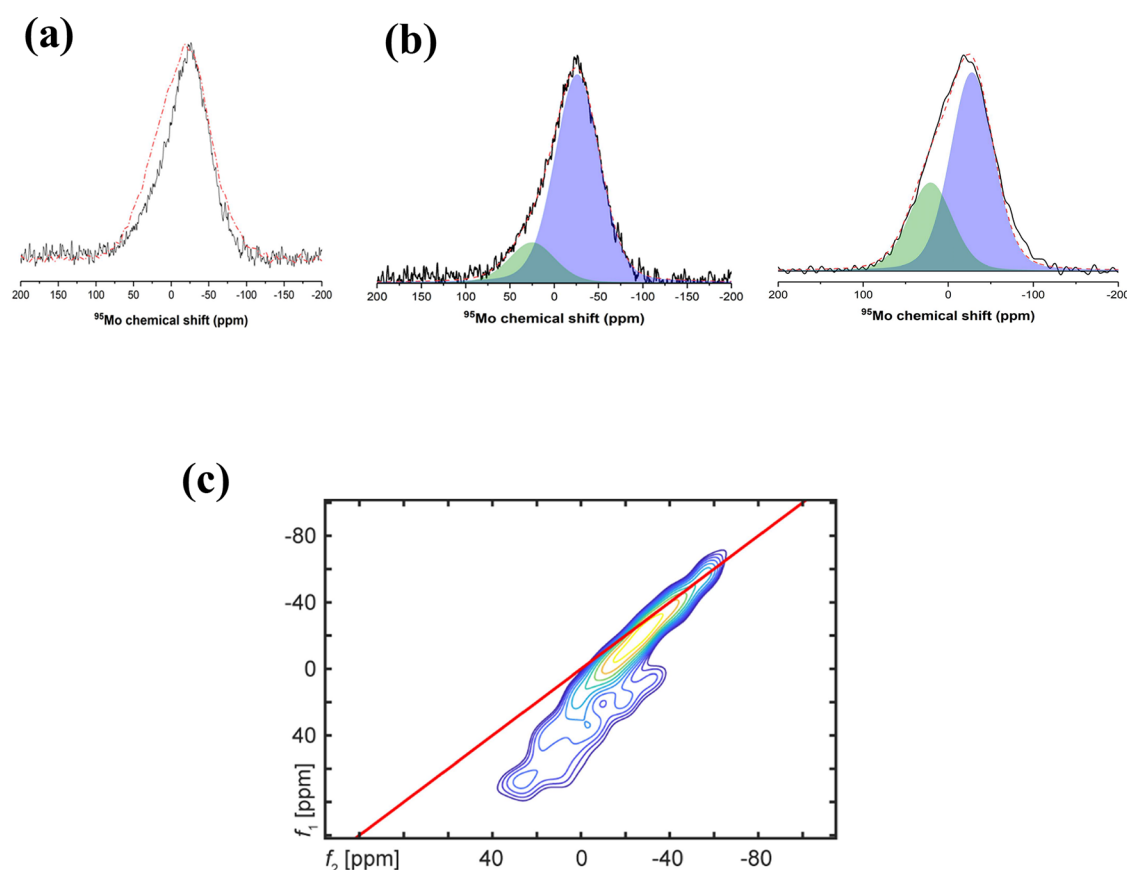 (a)
(b)
200 150 100 50 0 -50 -100 -150 -200
95Mo chemical shift (ppm)
200 150 100 50 0 -50 -100 -150 -200
95Mo chemical shift (ppm)
200 100 0 -100 -200
95Mo chemical shift (ppm)
(c)
-80
-40
0
40
f1 [ppm]
f2 [ppm] 40 0 -40 -80